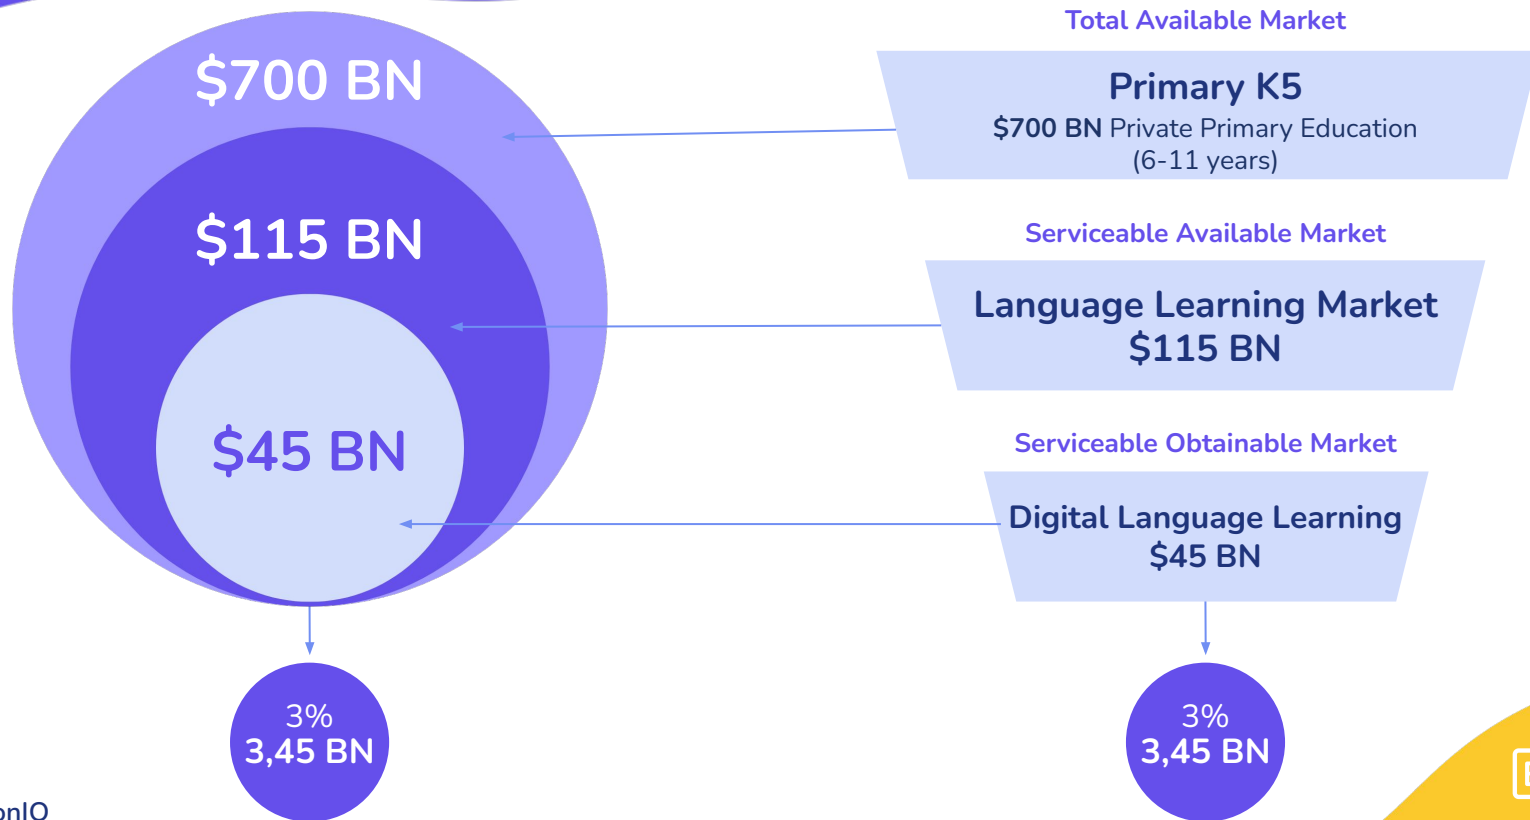 $700 BN
$115 BN
$45 BN
3%
3,45 BN
Total Available Market
Primary K5
$700 BN Private Primary Education
(6-11 years)
Serviceable Available Market
Language Learning Market
$115 BN
Serviceable Obtainable Market
Digital Language Learning
$45 BN
3%
3,45 BN
onIQ